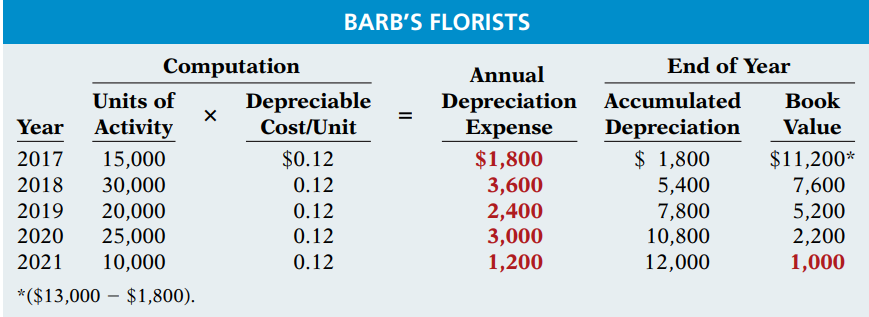 BARB'S FLORISTS
Computation End of Year
Annual
Units of Depreciable Depreciation Accumulated Book
Year Activity × Cost/Unit = Expense Depreciation Value
2017 15,000 $0.12 $1,800 $ 1,800 $11,200*
2018 30,000 0.12 3,600 5,400 7,600
2019 20,000 0.12 2,400 7,800 5,200
2020 25,000 0.12 3,000 10,800 2,200
2021 10,000 0.12 1,200 12,000 1,000
*($13,000 − $1,800).